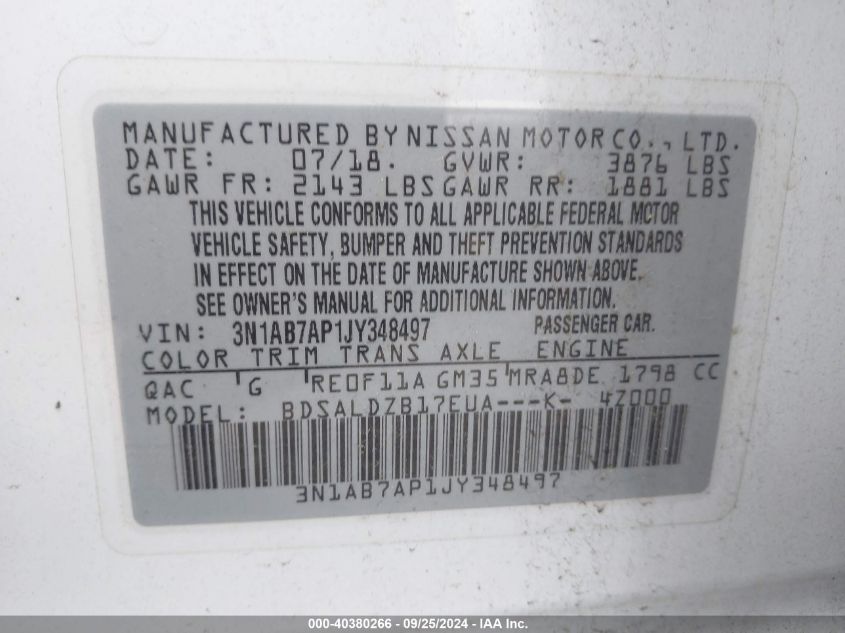 MANUFACTURED BY NISSAN MOTOR CO., LTD.
DATE: 07/18. GVWR: 3876 LBS
GAWR FR: 2143 LBS GAWR RR: 1881 LBS
THIS VEHICLE CONFORMS TO ALL APPLICABLE FEDERAL MOTOR
VEHICLE SAFETY, BUMPER AND THEFT PREVENTION STANDARDS
IN EFFECT ON THE DATE OF MANUFACTURE SHOWN ABOVE.
SEE OWNER'S MANUAL FOR ADDITIONAL INFORMATION.
VIN: 3N1AB7AP1JY348497 PASSENGER CAR.
COLOR TRIM TRANS AXLE ENGINE
QAC 'G 'RE0F11A GM35'MRA8DE 1798 CC
MODEL: BDSALDZB17EUA---K- 4Z000
3N1AB7AP1JY348497
000-40380266 - 09/25/2024 - IAA Inc.